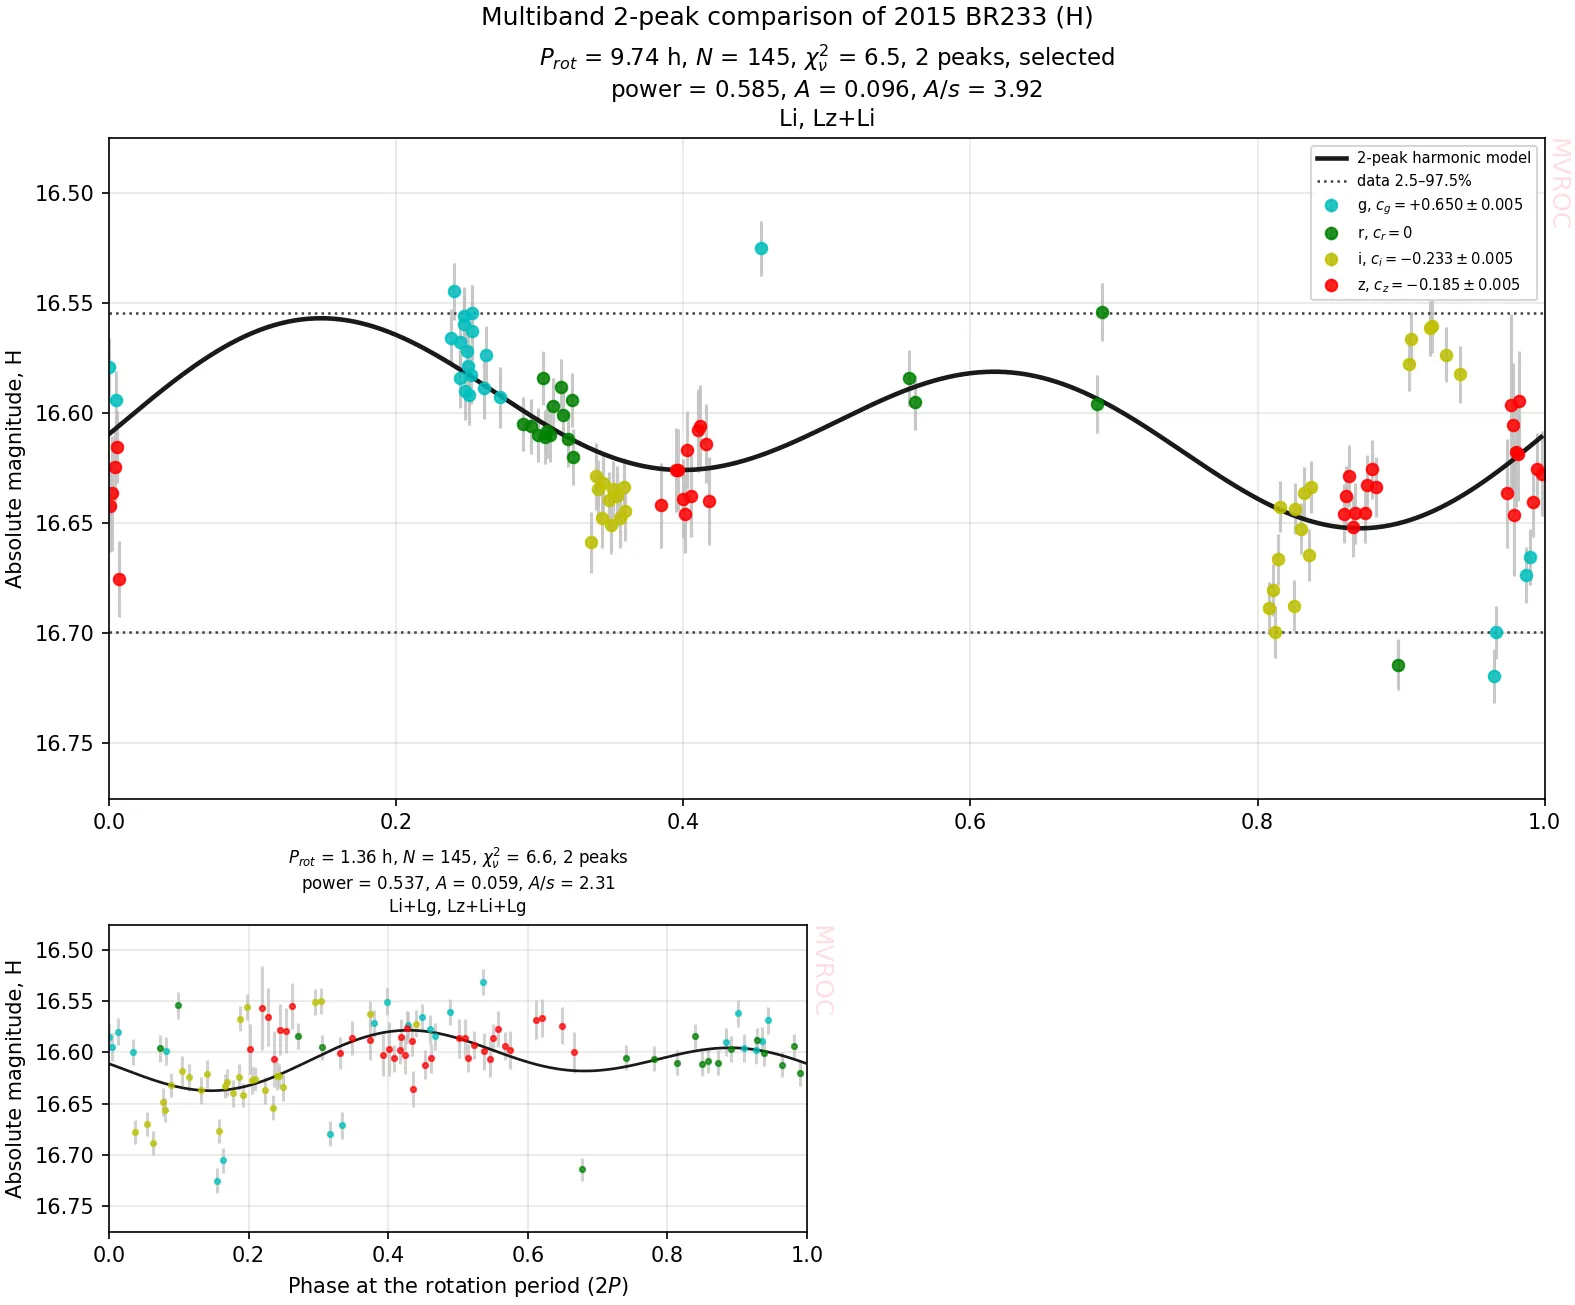 Multiband 2-peak comparison of 2015 BR233 (H)
P_rot = 9.74 h, N = 145, χ²_ν = 6.5, 2 peaks, selected
power = 0.585, A = 0.096, A/s = 3.92
Li, Lz+Li
2-peak harmonic model
data 2.5–97.5%
g, c_g = +0.650 ± 0.005
r, c_r = 0
i, c_i = −0.233 ± 0.005
z, c_z = −0.185 ± 0.005
MVROC
Absolute magnitude, H
16.50
16.55
16.60
16.65
16.70
16.75
0.0 0.2 0.4 0.6 0.8 1.0
P_rot = 1.36 h, N = 145, χ²_ν = 6.6, 2 peaks
power = 0.537, A = 0.059, A/s = 2.31
Li+Lg, Lz+Li+Lg
MVROC
Absolute magnitude, H
16.50
16.55
16.60
16.65
16.70
16.75
0.0 0.2 0.4 0.6 0.8 1.0
Phase at the rotation period (2P)